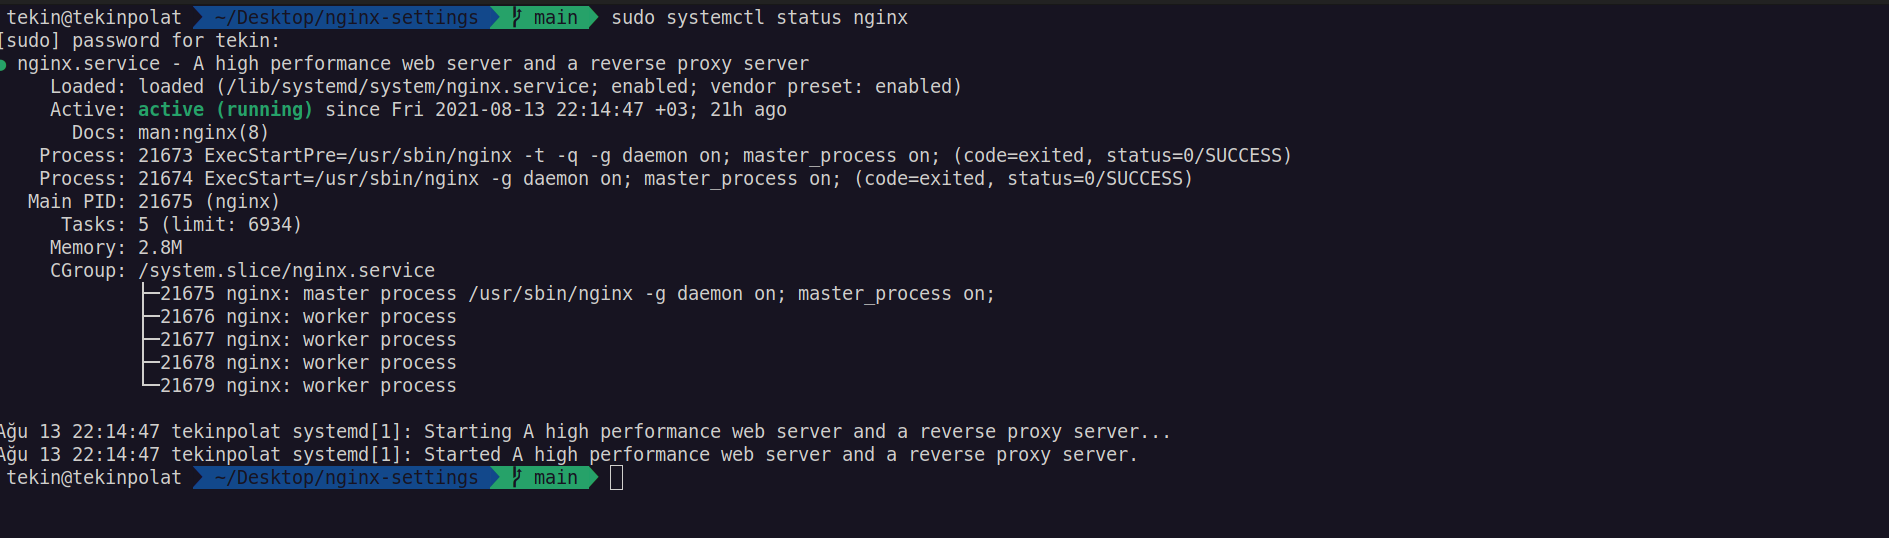 tekin@tekinpolat ~/Desktop/nginx-settings main sudo systemctl status nginx
[sudo] password for tekin:
● nginx.service - A high performance web server and a reverse proxy server
Loaded: loaded (/lib/systemd/system/nginx.service; enabled; vendor preset: enabled)
Active: active (running) since Fri 2021-08-13 22:14:47 +03; 21h ago
Docs: man:nginx(8)
Process: 21673 ExecStartPre=/usr/sbin/nginx -t -q -g daemon on; master_process on; (code=exited, status=0/SUCCESS)
Process: 21674 ExecStart=/usr/sbin/nginx -g daemon on; master_process on; (code=exited, status=0/SUCCESS)
Main PID: 21675 (nginx)
Tasks: 5 (limit: 6934)
Memory: 2.8M
CGroup: /system.slice/nginx.service
├─21675 nginx: master process /usr/sbin/nginx -g daemon on; master_process on;
├─21676 nginx: worker process
├─21677 nginx: worker process
├─21678 nginx: worker process
└─21679 nginx: worker process
Ağu 13 22:14:47 tekinpolat systemd[1]: Starting A high performance web server and a reverse proxy server...
Ağu 13 22:14:47 tekinpolat systemd[1]: Started A high performance web server and a reverse proxy server.
tekin@tekinpolat ~/Desktop/nginx-settings main